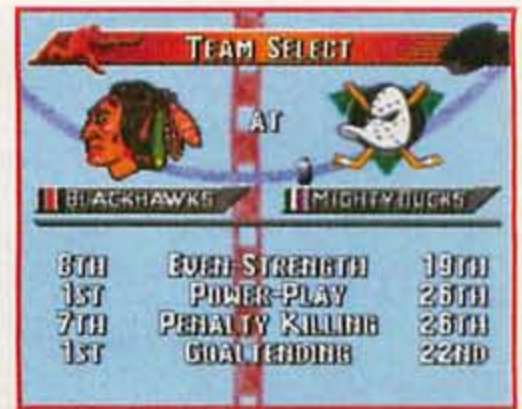 TEAM SELECT
AT
BLACKHAWKS MIGHTY DUCKS
8TH EVEN-STRENGTH 19TH
1ST POWER-PLAY 26TH
7TH PENALTY KILLING 26TH
1ST GOALTENDING 22ND